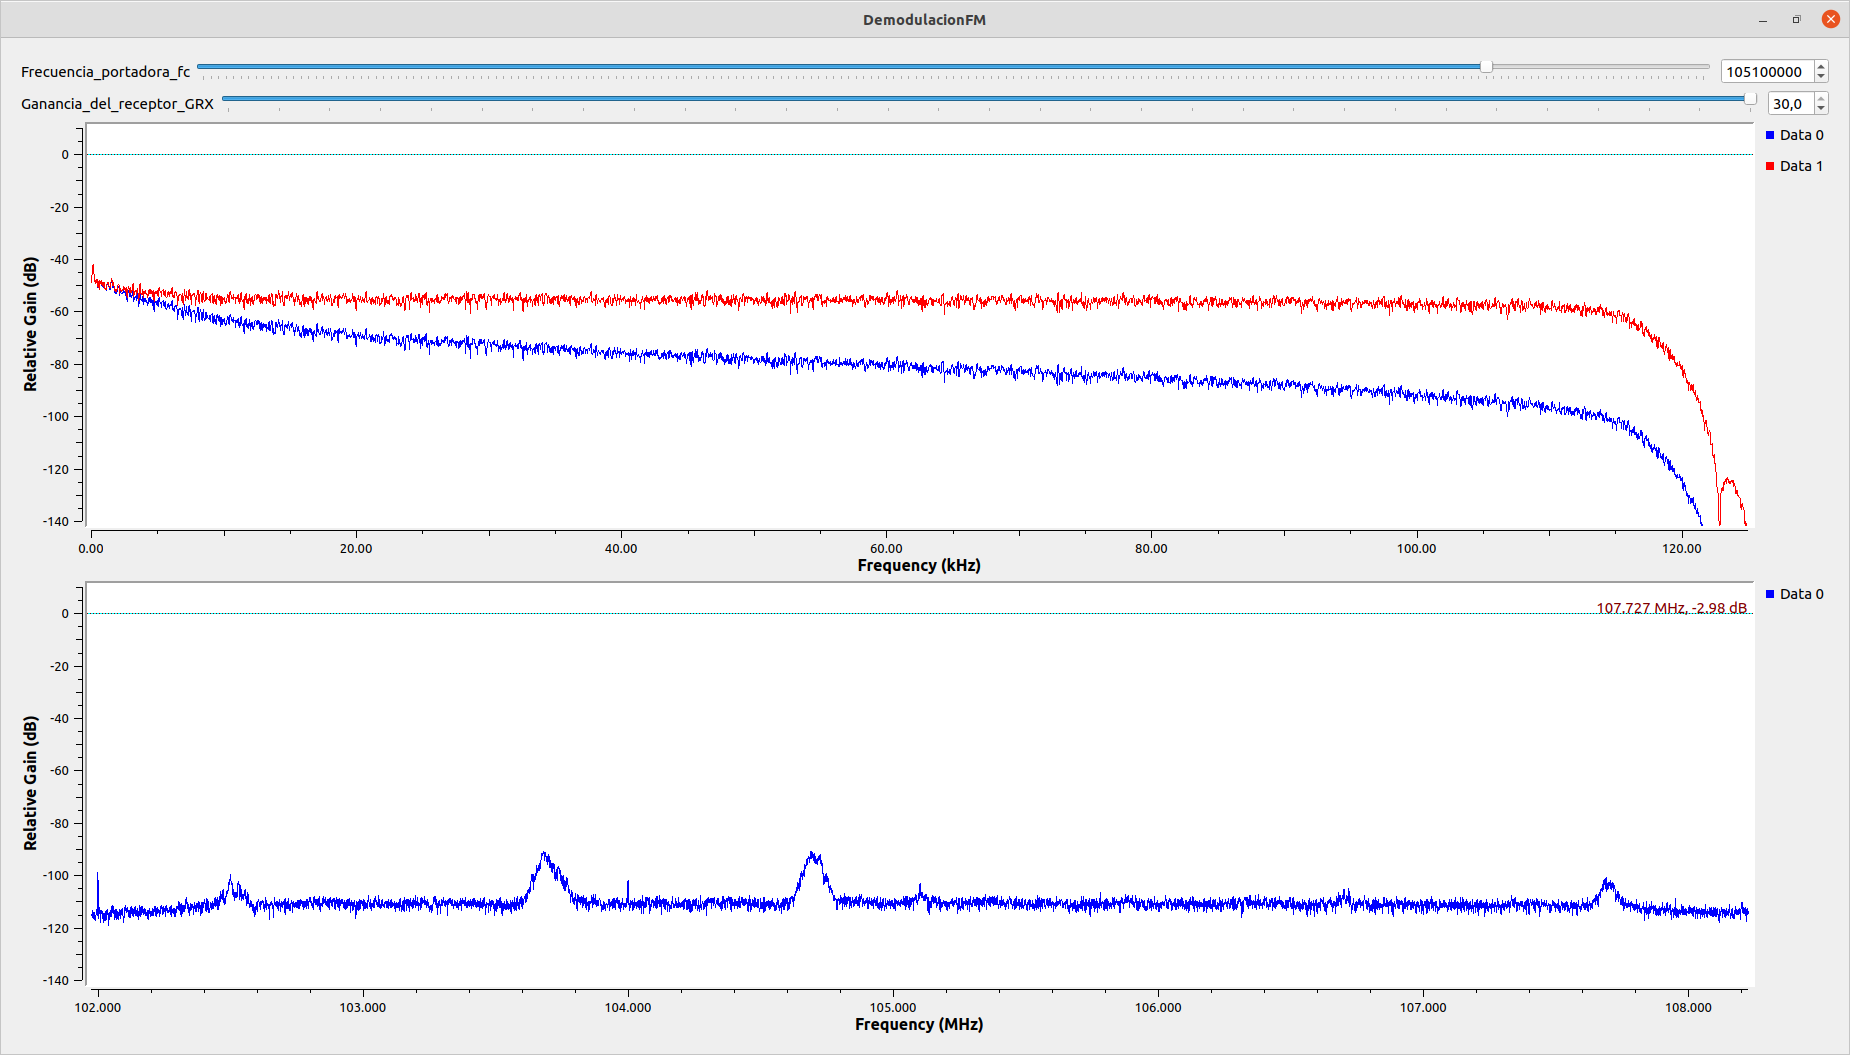 DemodulacionFM
Frecuencia_portadora_fc 105100000
Ganancia_del_receptor_GRX 30,0
Data 0
Data 1
Relative Gain (dB)
0
-20
-40
-60
-80
-100
-120
-140
0.00 20.00 40.00 60.00 80.00 100.00 120.00
Frequency (kHz)
Data 0
107.727 MHz, -2.98 dB
Relative Gain (dB)
0
-20
-40
-60
-80
-100
-120
-140
102.000 103.000 104.000 105.000 106.000 107.000 108.000
Frequency (MHz)